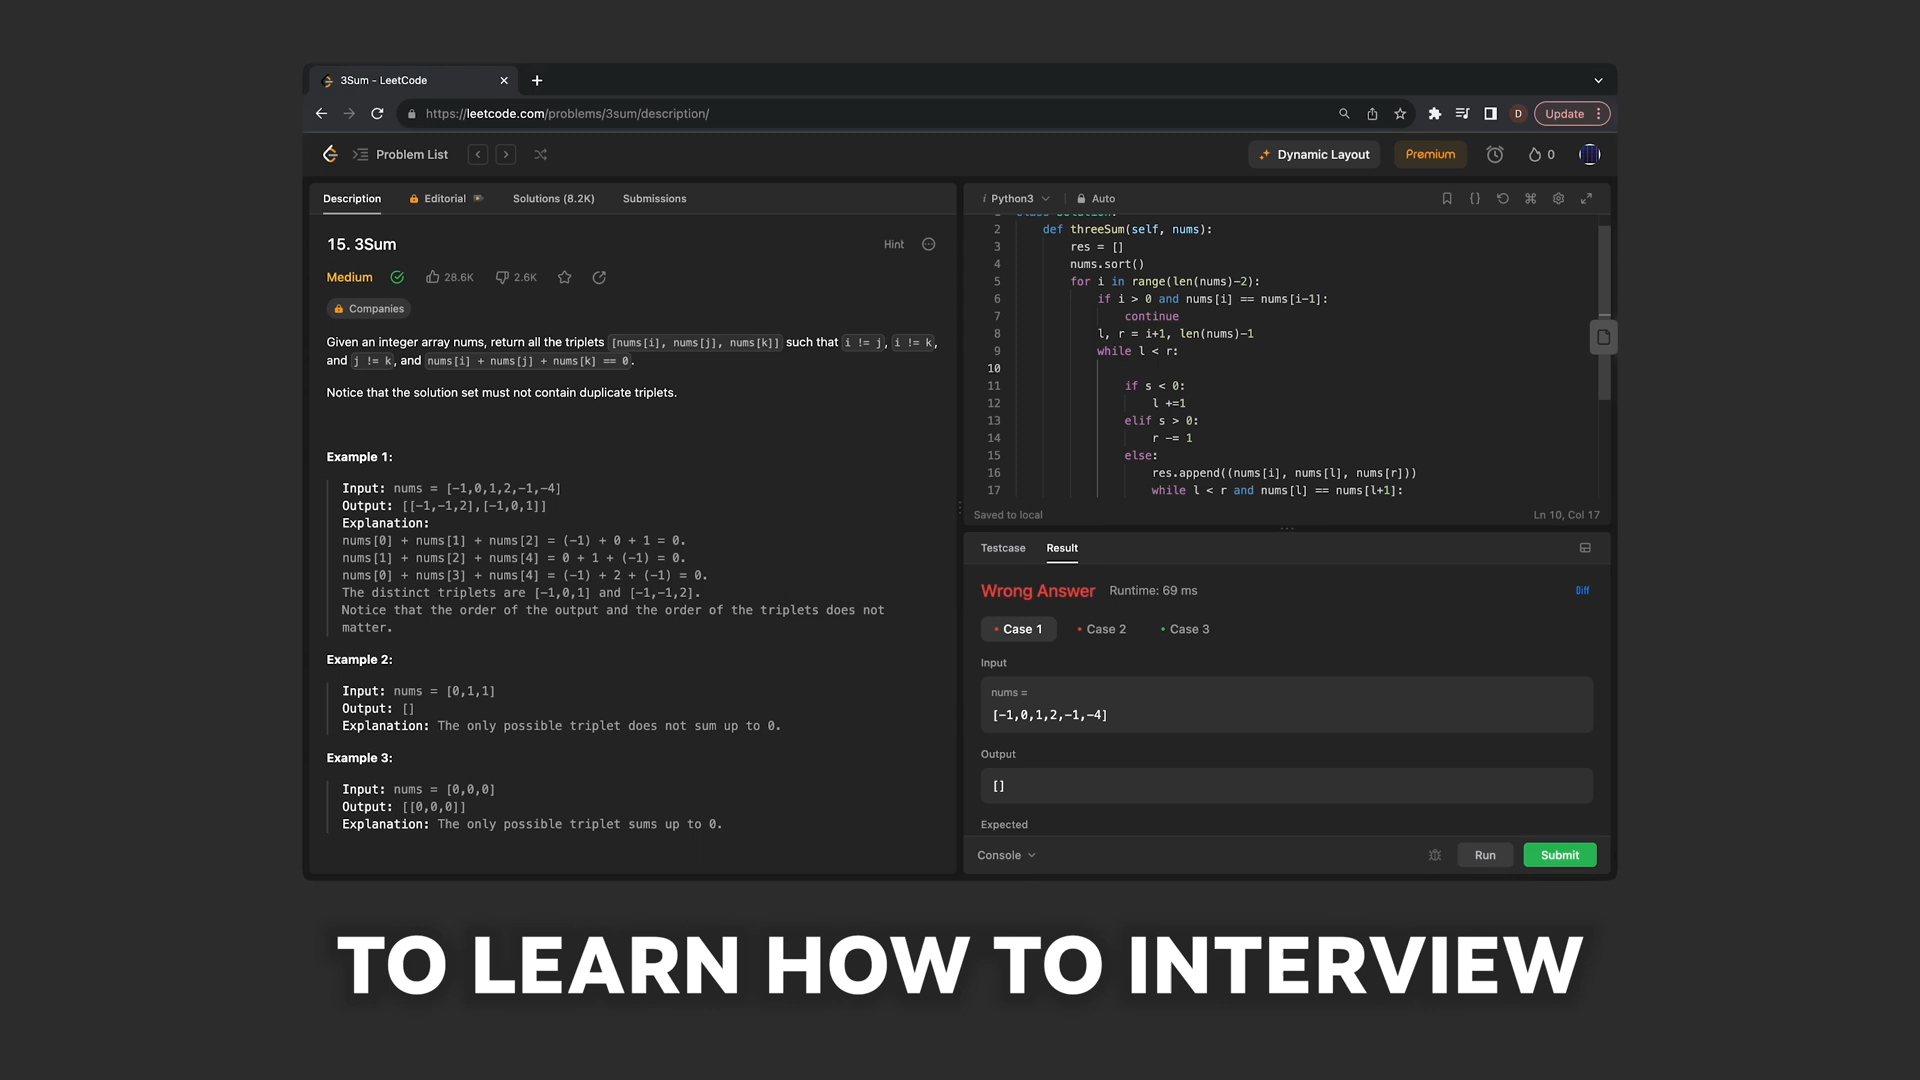 3Sum - LeetCode
https://leetcode.com/problems/3sum/description/
D
Update
Problem List
Dynamic Layout
Premium
0
Description
Editorial
Solutions (8.2K)
Submissions
15. 3Sum
Hint
Medium
28.6K
2.6K
Companies
Given an integer array nums, return all the triplets [nums[i], nums[j], nums[k]] such that i != j, i != k,
and j != k, and nums[i] + nums[j] + nums[k] == 0.
Notice that the solution set must not contain duplicate triplets.
Example 1:
Input: nums = [-1,0,1,2,-1,-4]
Output: [[-1,-1,2],[-1,0,1]]
Explanation:
nums[0] + nums[1] + nums[2] = (-1) + 0 + 1 = 0.
nums[1] + nums[2] + nums[4] = 0 + 1 + (-1) = 0.
nums[0] + nums[3] + nums[4] = (-1) + 2 + (-1) = 0.
The distinct triplets are [-1,0,1] and [-1,-1,2].
Notice that the order of the output and the order of the triplets does not
matter.
Example 2:
Input: nums = [0,1,1]
Output: []
Explanation: The only possible triplet does not sum up to 0.
Example 3:
Input: nums = [0,0,0]
Output: [[0,0,0]]
Explanation: The only possible triplet sums up to 0.
i Python3
Auto
2 def threeSum(self, nums):
3 res = []
4 nums.sort()
5 for i in range(len(nums)-2):
6 if i > 0 and nums[i] == nums[i-1]:
7 continue
8 l, r = i+1, len(nums)-1
9 while l < r:
10
11 if s < 0:
12 l +=1
13 elif s > 0:
14 r -= 1
15 else:
16 res.append((nums[i], nums[l], nums[r]))
17 while l < r and nums[l] == nums[l+1]:
Saved to local
Ln 10, Col 17
Testcase
Result
Wrong Answer
Runtime: 69 ms
Diff
Case 1
Case 2
Case 3
Input
nums =
[-1,0,1,2,-1,-4]
Output
[]
Expected
Console
Run
Submit
TO LEARN HOW TO INTERVIEW